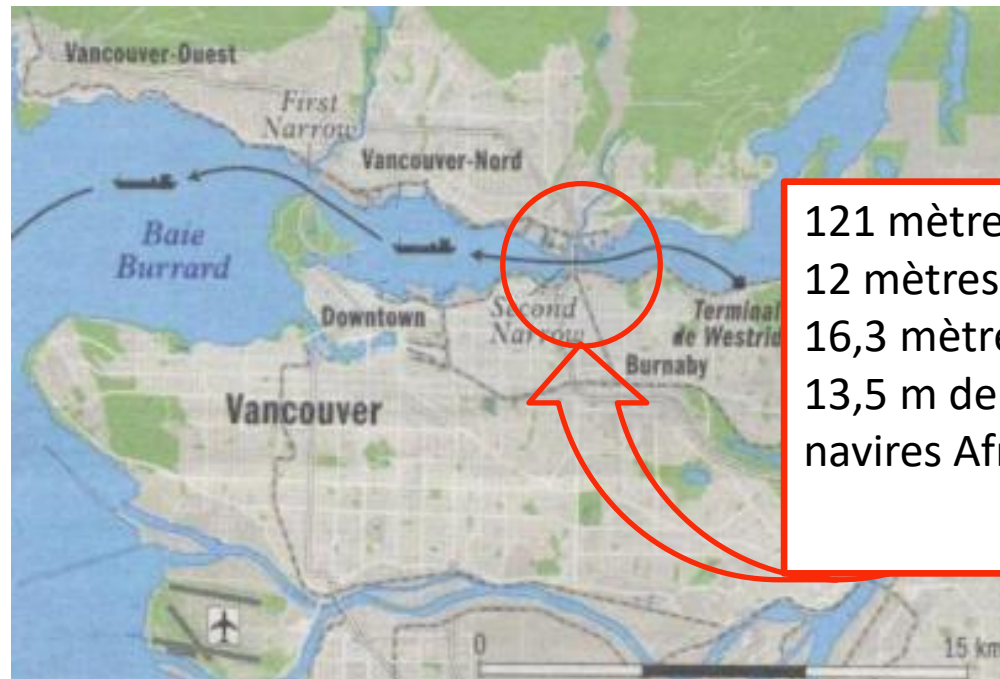 Vancouver-Ouest
First
Narrow
Vancouver-Nord
Baie
Burrard
Downtown
Second
Narrow
Terminal
de Westrid
Burnaby
Vancouver
0
15 km
121 mètre
12 mètres
16,3 mètre
13,5 m de
navires Afr